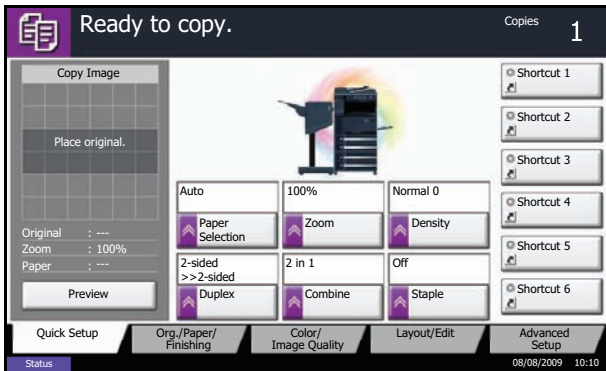 Ready to copy.
Copies 1
Copy Image
Place original.
Original : ---
Zoom : 100%
Paper : ---
Preview
Auto
Paper
Selection
100%
Zoom
Normal 0
Density
2-sided
>>2-sided
Duplex
2 in 1
Combine
Off
Staple
Shortcut 1
Shortcut 2
Shortcut 3
Shortcut 4
Shortcut 5
Shortcut 6
Quick Setup
Org./Paper/
Finishing
Color/
Image Quality
Layout/Edit
Advanced
Setup
Status
08/08/2009 10:10